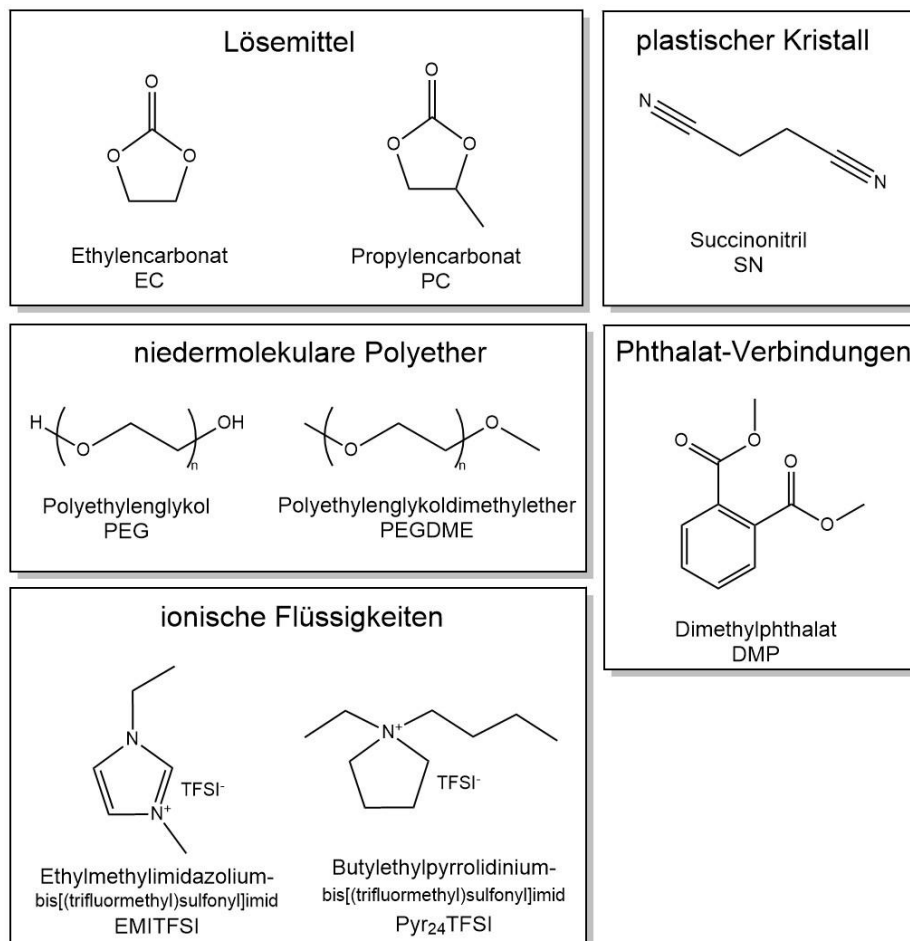 Lösemittel
O
O
O
O
O
O
Ethylencarbonat
EC
Propylencarbonat
PC
plastischer Kristall
N
N
Succinonitril
SN
niedermolekulare Polyether
H
O
n
OH
O
n
O
Polyethylenglykol
PEG
Polyethylenglykoldimethylether
PEGDME
Phthalat-Verbindungen
O
O
O
O
Dimethylphthalat
DMP
ionische Flüssigkeiten
N
TFSI⁻
N⁺
N⁺
TFSI⁻
Ethylmethylimidazolium-
bis[(trifluormethyl)sulfonyl]imid
EMITFSI
Butylethylpyrrolidinium-
bis[(trifluormethyl)sulfonyl]imid
Pyr₂₄TFSI